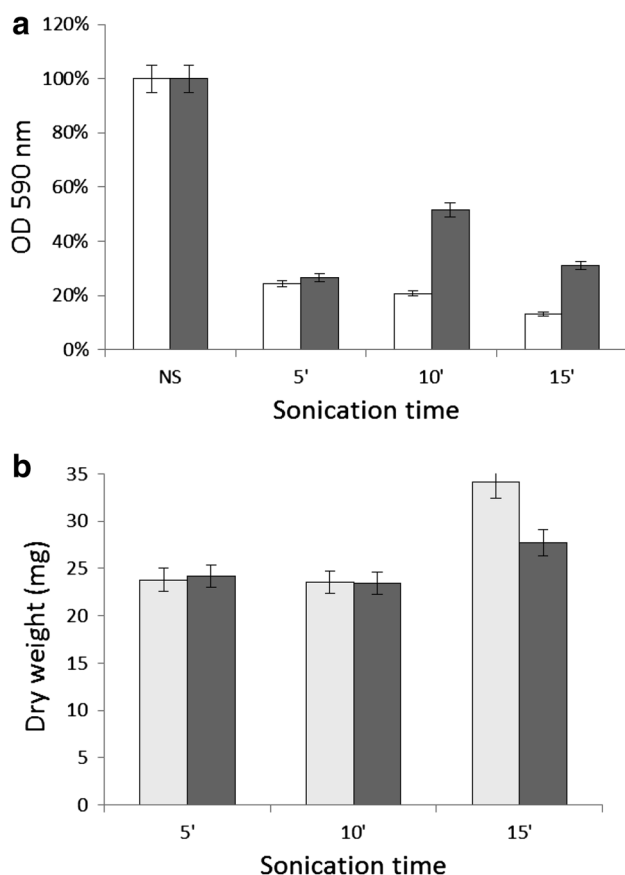 a
120%
100%
80%
60%
40%
20%
0%
OD 590 nm
NS 5' 10' 15'
Sonication time
b
35
30
25
20
15
10
5
0
Dry weight (mg)
5' 10' 15'
Sonication time